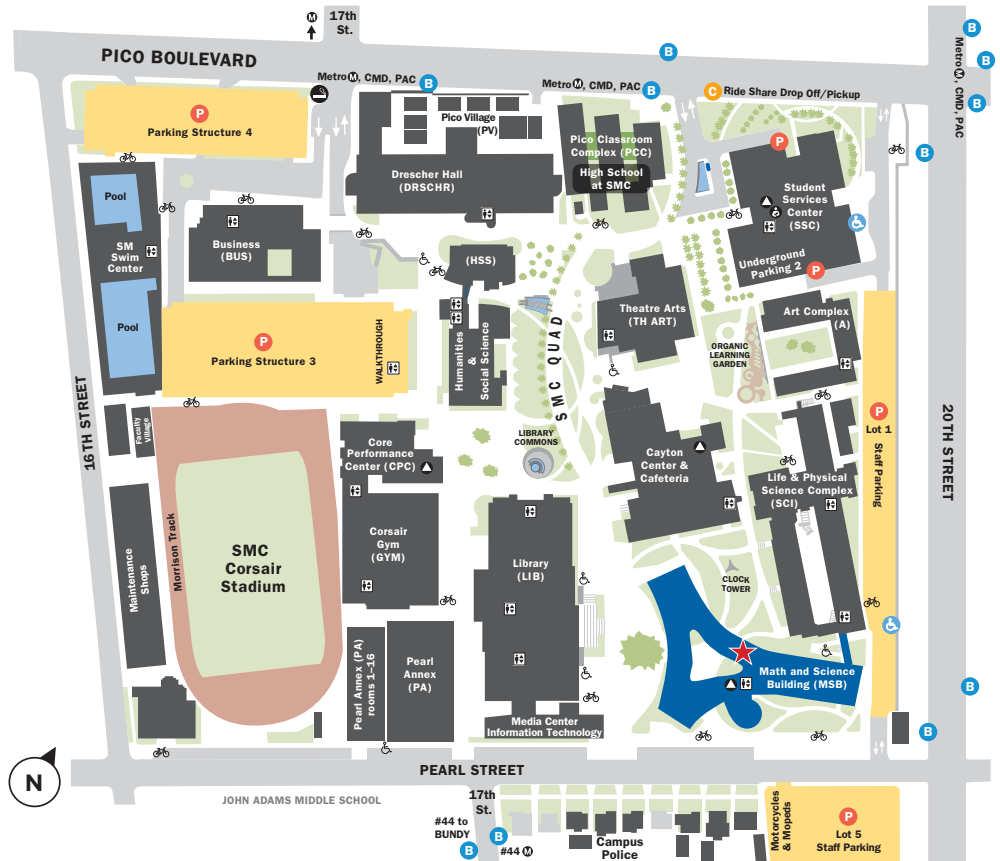 M 17th
St.
PICO BOULEVARD
B
B
B
Metro M, CMD, PAC
B
Metro M, CMD, PAC
B
C Ride Share Drop Off/Pickup
B
Metro M, CMD, PAC
B
P
Parking Structure 4
Pico Village
(PV)
Pico Classroom
Complex (PCC)
High School
at SMC
P
Drescher Hall
(DRSCHR)
Student
Services
Center
(SSC)
Pool
Business
(BUS)
SM
Swim
Center
(HSS)
Underground
Parking 2
P
Pool
Theatre Arts
(TH ART)
Art Complex
(A)
P
Parking Structure 3
WALKTHROUGH
Humanities
&
Social Science
SMC QUAD
ORGANIC
LEARNING
GARDEN
16TH STREET
Faculty
Village
P
Lot 1
Staff Parking
20TH STREET
LIBRARY
COMMONS
Core
Performance
Center (CPC)
Cayton
Center &
Cafeteria
Life & Physical
Science Complex
(SCI)
Maintenance
Shops
Morrison Track
SMC
Corsair
Stadium
Corsair
Gym
(GYM)
Library
(LIB)
CLOCK
TOWER
Pearl Annex (PA)
rooms 1–16
Pearl
Annex
(PA)
Math and Science
Building (MSB)
B
Media Center
Information Technology
B
N
PEARL STREET
JOHN ADAMS MIDDLE SCHOOL
17th
St.
#44 to
BUNDY
B
B
#44 M
Campus
Police
Motorcycles
& Mopeds
P
Lot 5
Staff Parking